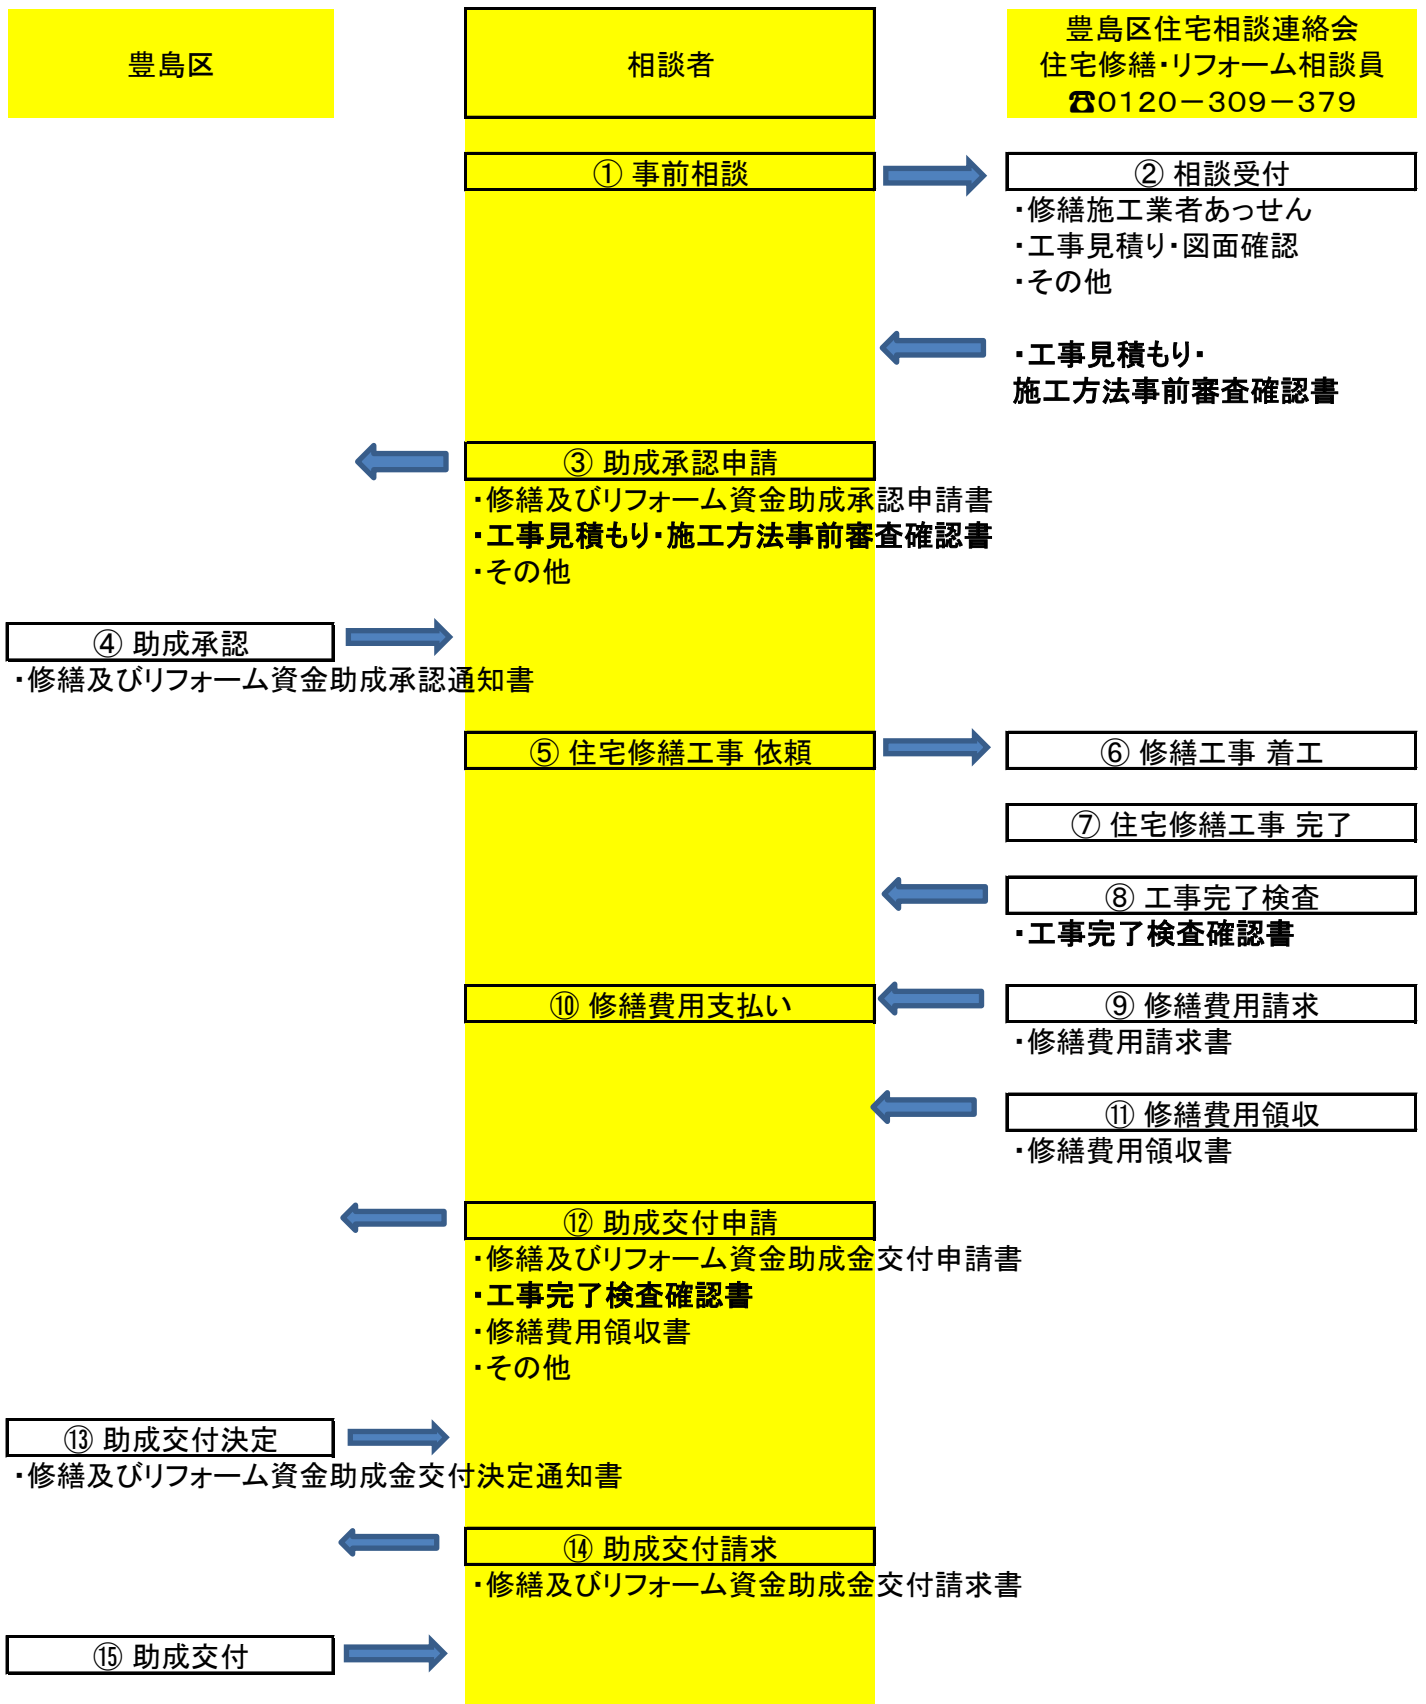 豊島区
相談者
豊島区住宅相談連絡会
住宅修繕・リフォーム相談員
☎0120－309－379
① 事前相談
② 相談受付
・修繕施工業者あっせん
・工事見積り・図面確認
・その他
・工事見積もり・
施工方法事前審査確認書
③ 助成承認申請
・修繕及びリフォーム資金助成承認申請書
・工事見積もり・施工方法事前審査確認書
・その他
④ 助成承認
・修繕及びリフォーム資金助成承認通知書
⑤ 住宅修繕工事 依頼
⑥ 修繕工事 着工
⑦ 住宅修繕工事 完了
⑧ 工事完了検査
・工事完了検査確認書
⑩ 修繕費用支払い
⑨ 修繕費用請求
・修繕費用請求書
⑪ 修繕費用領収
・修繕費用領収書
⑫ 助成交付申請
・修繕及びリフォーム資金助成金交付申請書
・工事完了検査確認書
・修繕費用領収書
・その他
⑬ 助成交付決定
・修繕及びリフォーム資金助成金交付決定通知書
⑭ 助成交付請求
・修繕及びリフォーム資金助成金交付請求書
⑮ 助成交付